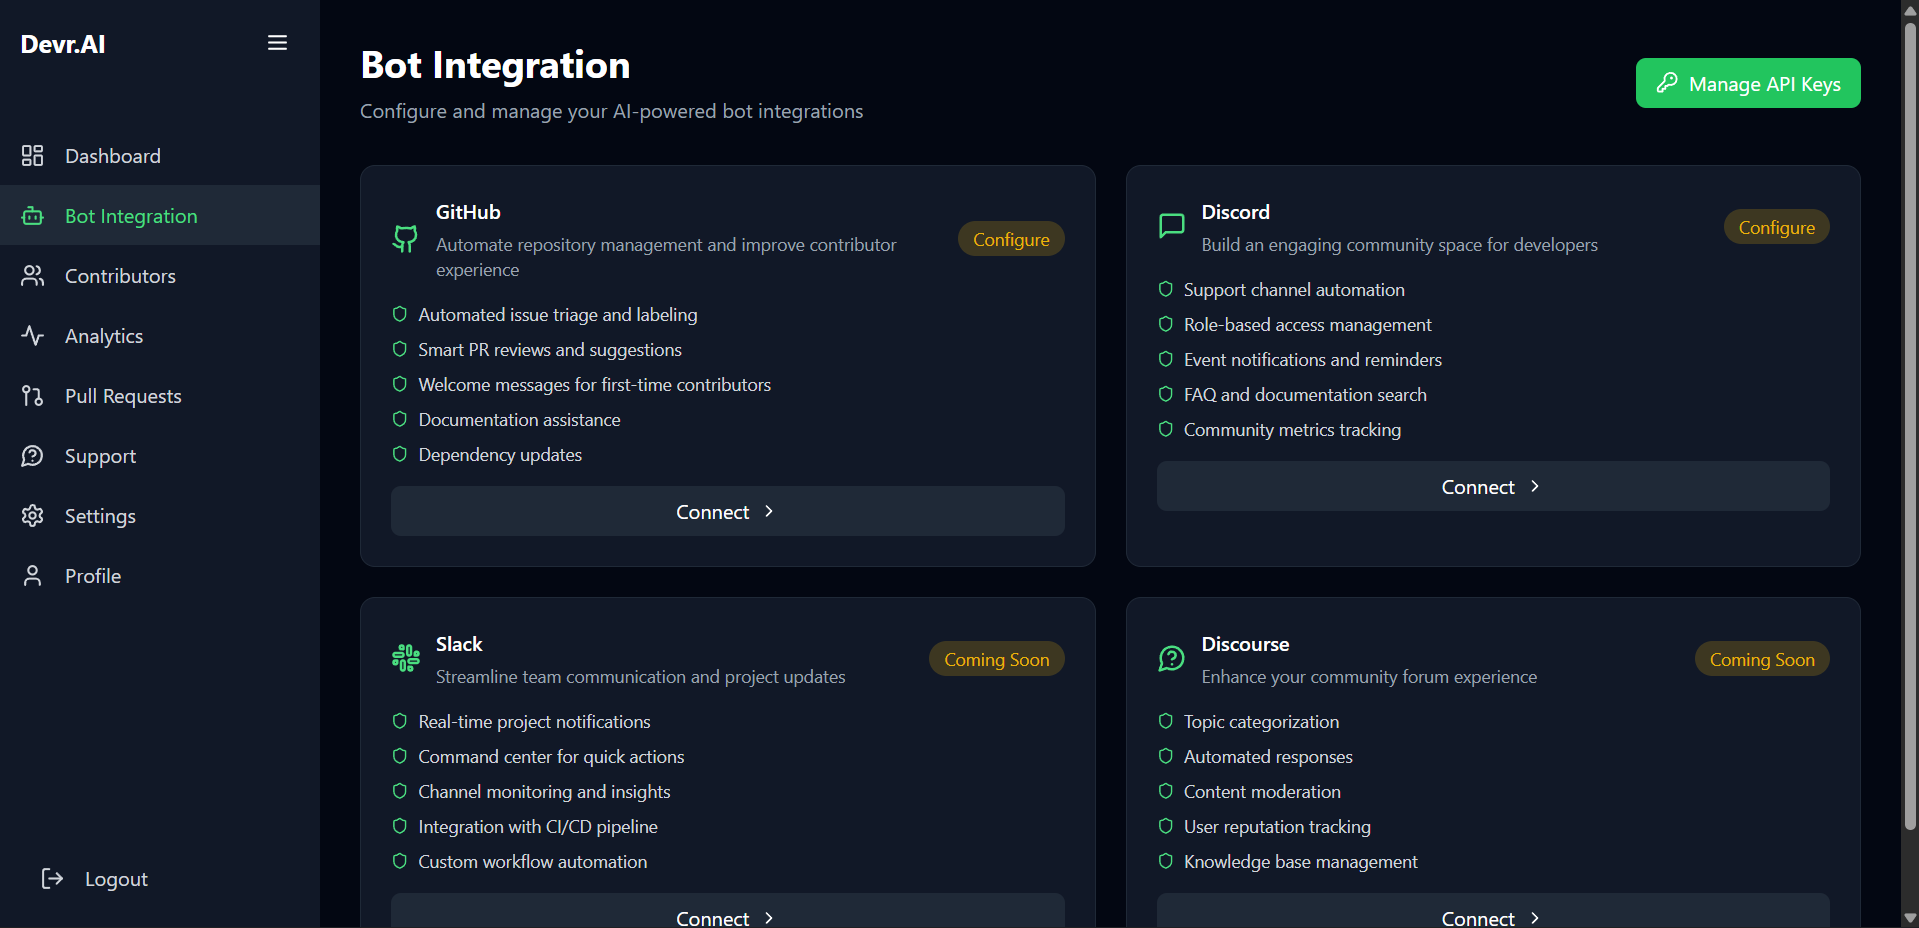 Devr.AI
Dashboard
Bot Integration
Contributors
Analytics
Pull Requests
Support
Settings
Profile
Logout
Bot Integration
Configure and manage your AI-powered bot integrations
Manage API Keys
GitHub
Automate repository management and improve contributor
experience
Configure
Automated issue triage and labeling
Smart PR reviews and suggestions
Welcome messages for first-time contributors
Documentation assistance
Dependency updates
Connect
Discord
Build an engaging community space for developers
Configure
Support channel automation
Role-based access management
Event notifications and reminders
FAQ and documentation search
Community metrics tracking
Connect
Slack
Streamline team communication and project updates
Coming Soon
Real-time project notifications
Command center for quick actions
Channel monitoring and insights
Integration with CI/CD pipeline
Custom workflow automation
Connect
Discourse
Enhance your community forum experience
Coming Soon
Topic categorization
Automated responses
Content moderation
User reputation tracking
Knowledge base management
Connect